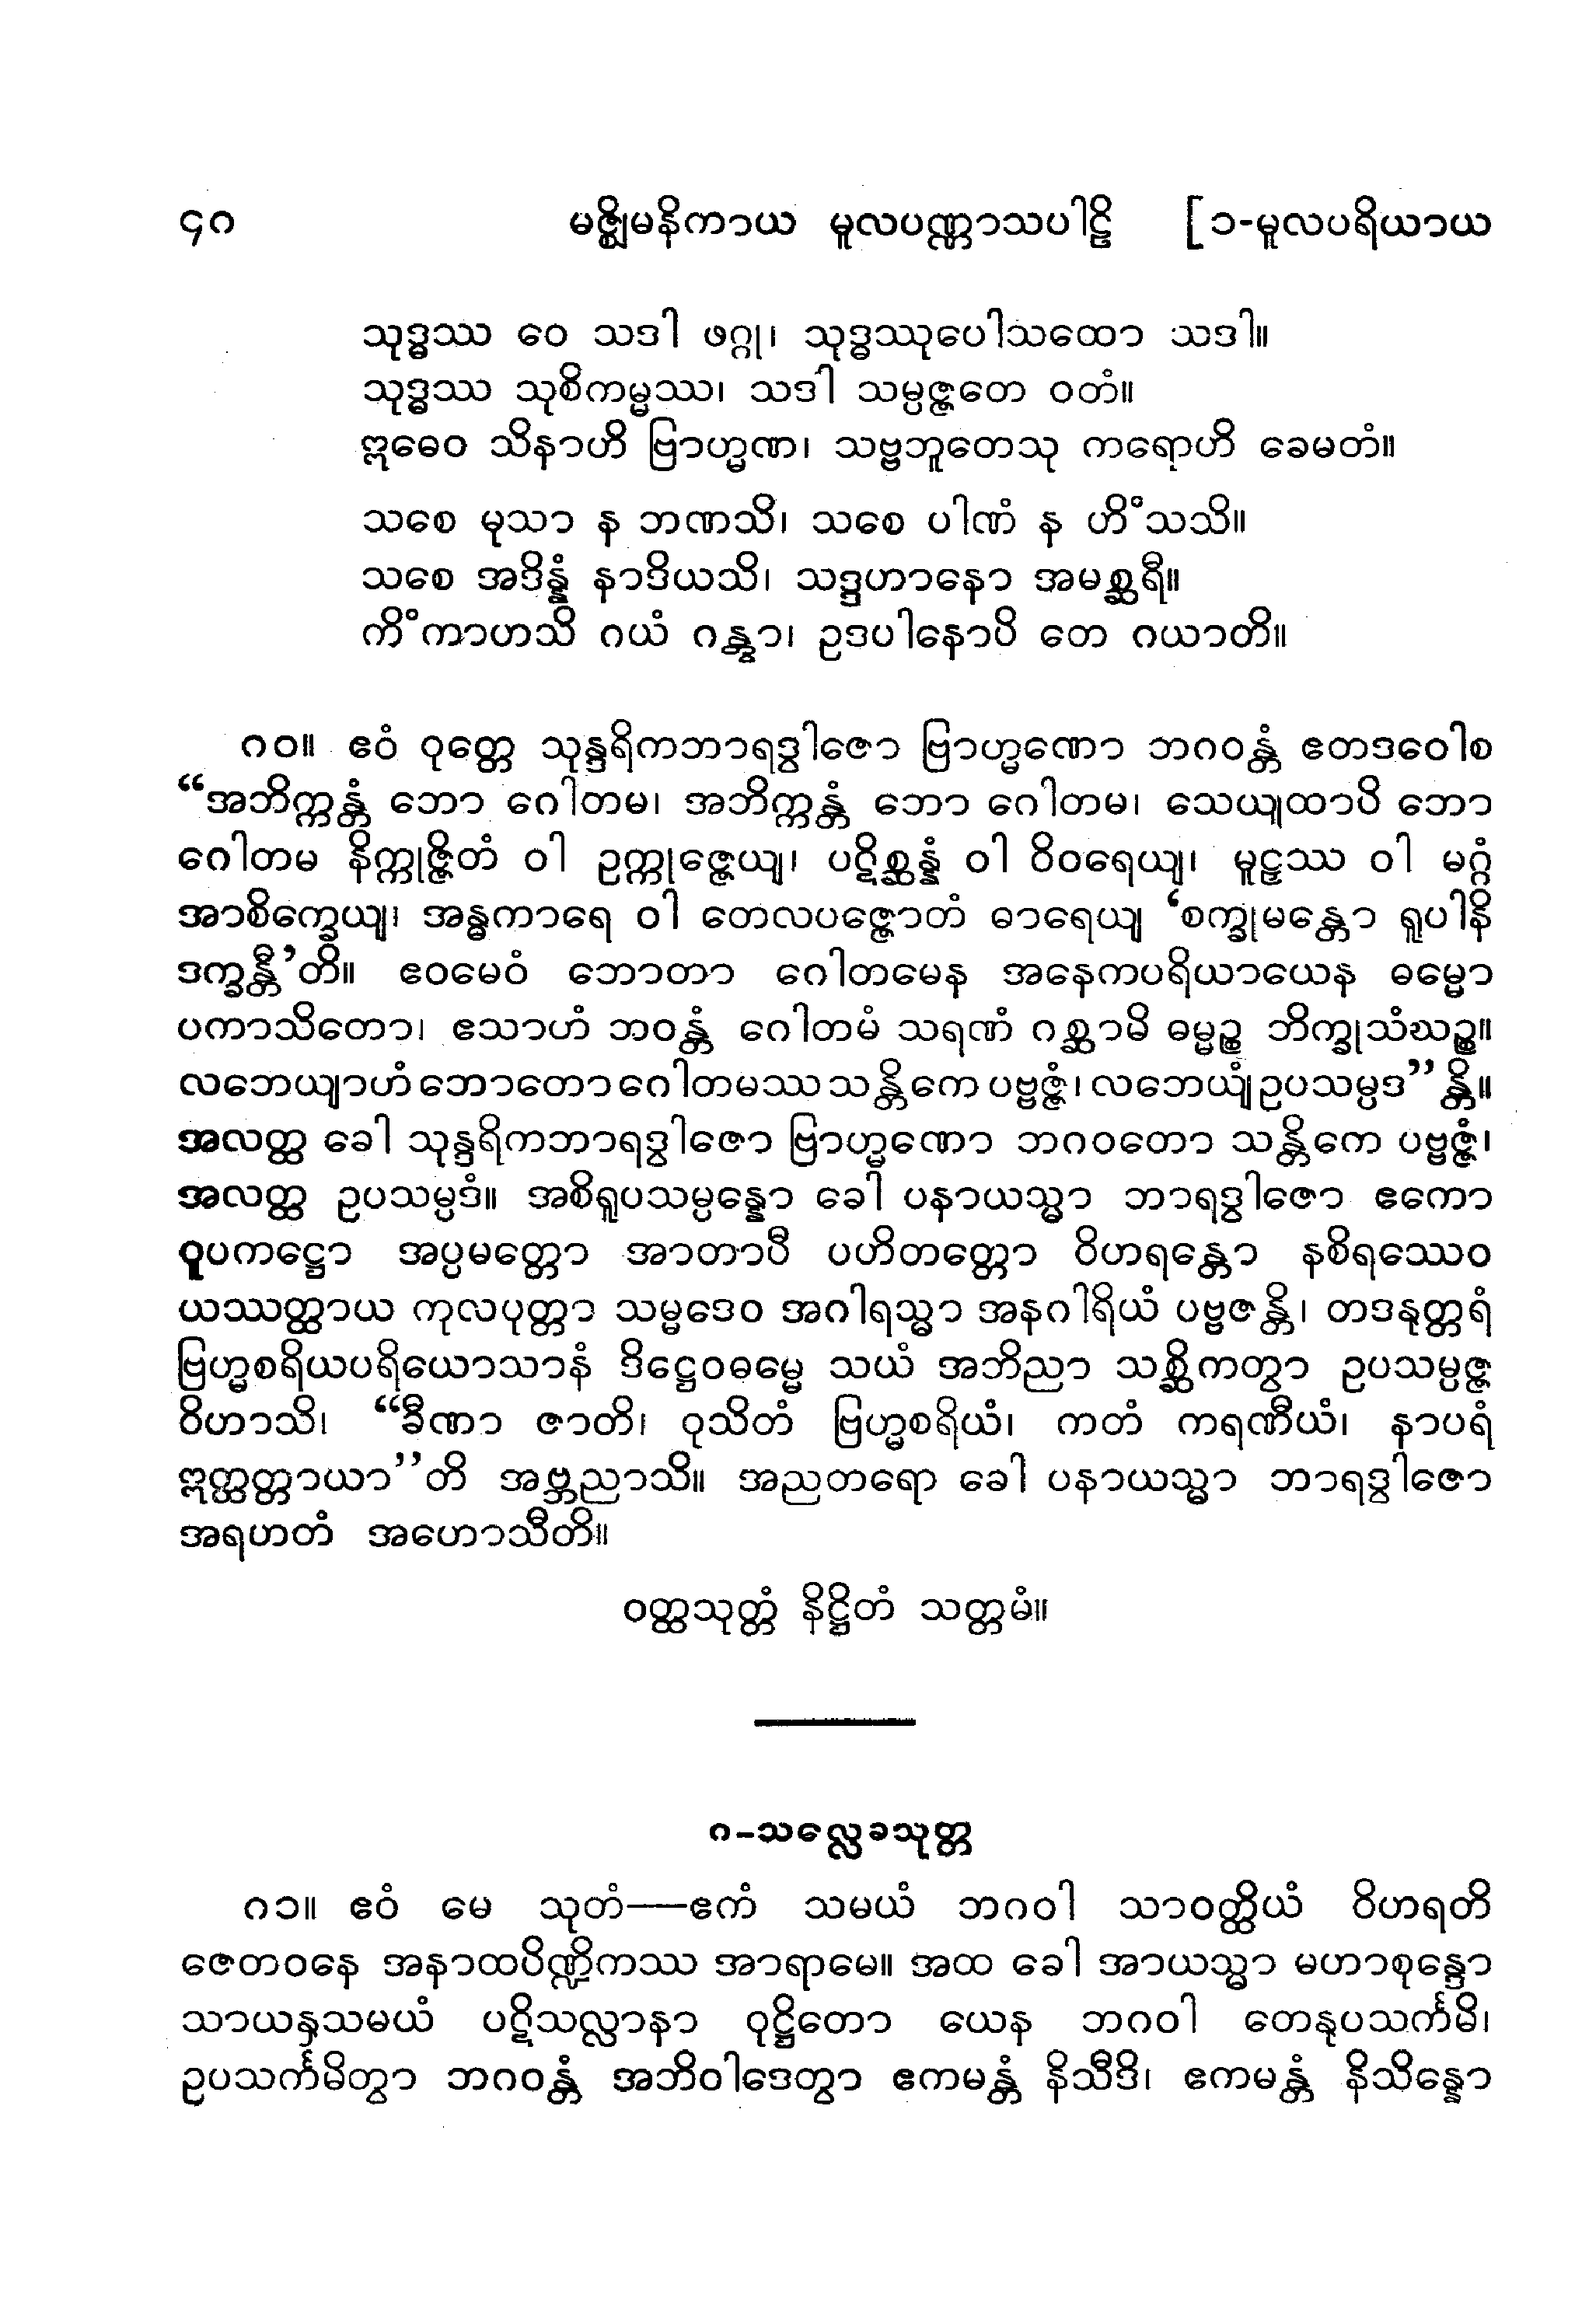 ၄၈ မဇ္ဈိမနိကာယ မူလပဏ္ဏာသပါဠိ [၁-မူလပရိယာယ
သုဒ္ဓဿ ဝေ သဒါ ဖဂ္ဂု၊ သုဒ္ဓဿုပေါသထော သဒါ။
သုဒ္ဓဿ သုစိကမ္မဿ၊ သဒါ သမ္ပဇ္ဇတေ ဝတံ။
ဣဓေဝ သိနာဟိ ဗြာဟ္မဏ၊ သဗ္ဗဘူတေသု ကရောဟိ ခေမတံ။
သစေ မုသာ န ဘဏသိ၊ သစေ ပါဏံ န ဟိံသသိ။
သစေ အဒိန္နံ နာဒိယသိ၊ သဒ္ဒဟာနော အမစ္ဆရီ။
ကိံကာဟသိ ဂယံ ဂန္တွာ၊ ဥဒပါနောပိ တေ ဂယာတိ။
၈၀။ ဧဝံ ဝုတ္တေ သုန္ဒရိကဘာရဒွါဇော ဗြာဟ္မဏော ဘဂဝန္တံ ဧတဒဝေါစ
“အဘိက္ကန္တံ ဘော ဂေါတမ၊ အဘိက္ကန္တံ ဘော ဂေါတမ၊ သေယျထာပိ ဘော
ဂေါတမ နိက္ကုဇ္ဇိတံ ဝါ ဥက္ကုဇ္ဇေယျ၊ ပဋိစ္ဆန္နံ ဝါ ဝိဝရေယျ၊ မူဠှဿ ဝါ မဂ္ဂံ
အာစိက္ခေယျ၊ အန္ဓကာရေ ဝါ တေလပဇ္ဇောတံ ဓာရေယျ ‘စက္ခုမန္တော ရူပါနိ
ဒက္ခန္တီ’တိ။ ဧဝမေဝံ ဘောတာ ဂေါတမေန အနေကပရိယာယေန ဓမ္မော
ပကာသိတော၊ ဧသာဟံ ဘဝန္တံ ဂေါတမံ သရဏံ ဂစ္ဆာမိ ဓမ္မဉ္စ ဘိက္ခုသံဃဉ္စ။
လဘေယျာဟံ ဘောတော ဂေါတမဿ သန္တိကေ ပဗ္ဗဇ္ဇံ၊ လဘေယျံ ဥပသမ္ပဒ”န္တိ။
အလတ္ထ ခေါ သုန္ဒရိကဘာရဒွါဇော ဗြာဟ္မဏော ဘဂဝတော သန္တိကေ ပဗ္ဗဇ္ဇံ၊
အလတ္ထ ဥပသမ္ပဒံ။ အစိရူပသမ္ပန္နော ခေါ ပနာယသ္မာ ဘာရဒွါဇော ဧကော
ဝူပကဋ္ဌော အပ္ပမတ္တော အာတာပီ ပဟိတတ္တော ဝိဟရန္တော နစိရဿေဝ
ယဿတ္ထာယ ကုလပုတ္တာ သမ္မဒေဝ အဂါရသ္မာ အနဂါရိယံ ပဗ္ဗဇန္တိ၊ တဒနုတ္တရံ
ဗြဟ္မစရိယပရိယောသာနံ ဒိဋ္ဌေဝဓမ္မေ သယံ အဘိညာ သစ္ဆိကတွာ ဥပသမ္ပဇ္ဇ
ဝိဟာသိ၊ “ခီဏာ ဇာတိ၊ ဝုသိတံ ဗြဟ္မစရိယံ၊ ကတံ ကရဏီယံ၊ နာပရံ
ဣတ္ထတ္တာယာ”တိ အဗ္ဘညာသိ။ အညတရော ခေါ ပနာယသ္မာ ဘာရဒွါဇော
အရဟတံ အဟောသီတိ။
ဝတ္ထသုတ္တံ နိဋ္ဌိတံ သတ္တမံ။
၈-သလ္လေခသုတ္တ
၈၁။ ဧဝံ မေ သုတံ—ဧကံ သမယံ ဘဂဝါ သာဝတ္ထိယံ ဝိဟရတိ
ဇေတဝနေ အနာထပိဏ္ဍိကဿ အာရာမေ။ အထ ခေါ အာယသ္မာ မဟာစုန္ဒော
သာယနှသမယံ ပဋိသလ္လာနာ ဝုဋ္ဌိတော ယေန ဘဂဝါ တေနုပသင်္ကမိ၊
ဥပသင်္ကမိတွာ ဘဂဝန္တံ အဘိဝါဒေတွာ ဧကမန္တံ နိသီဒိ၊ ဧကမန္တံ နိသိန္နော